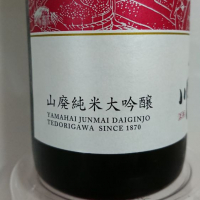 山廃純米大吟醸
YAMAHAI JUNMAI DAIGINJO
TEDORIGAWA SINCE 1870